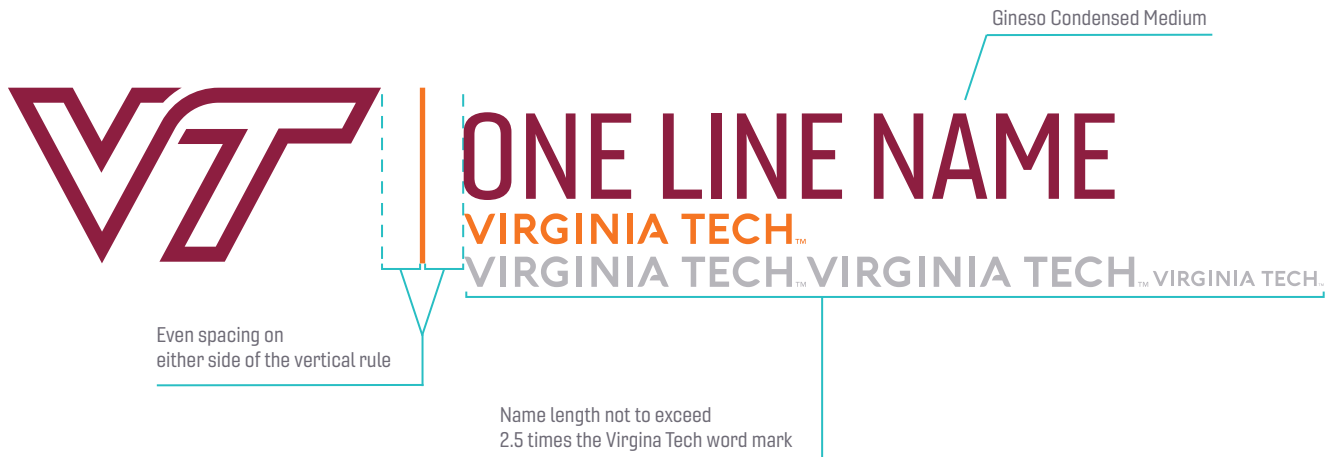 Gineso Condensed Medium
VT
ONE LINE NAME
VIRGINIA TECH™
VIRGINIA TECH™ VIRGINIA TECH™ VIRGINIA TECH™
Even spacing on
either side of the vertical rule
Name length not to exceed
2.5 times the Virgina Tech word mark